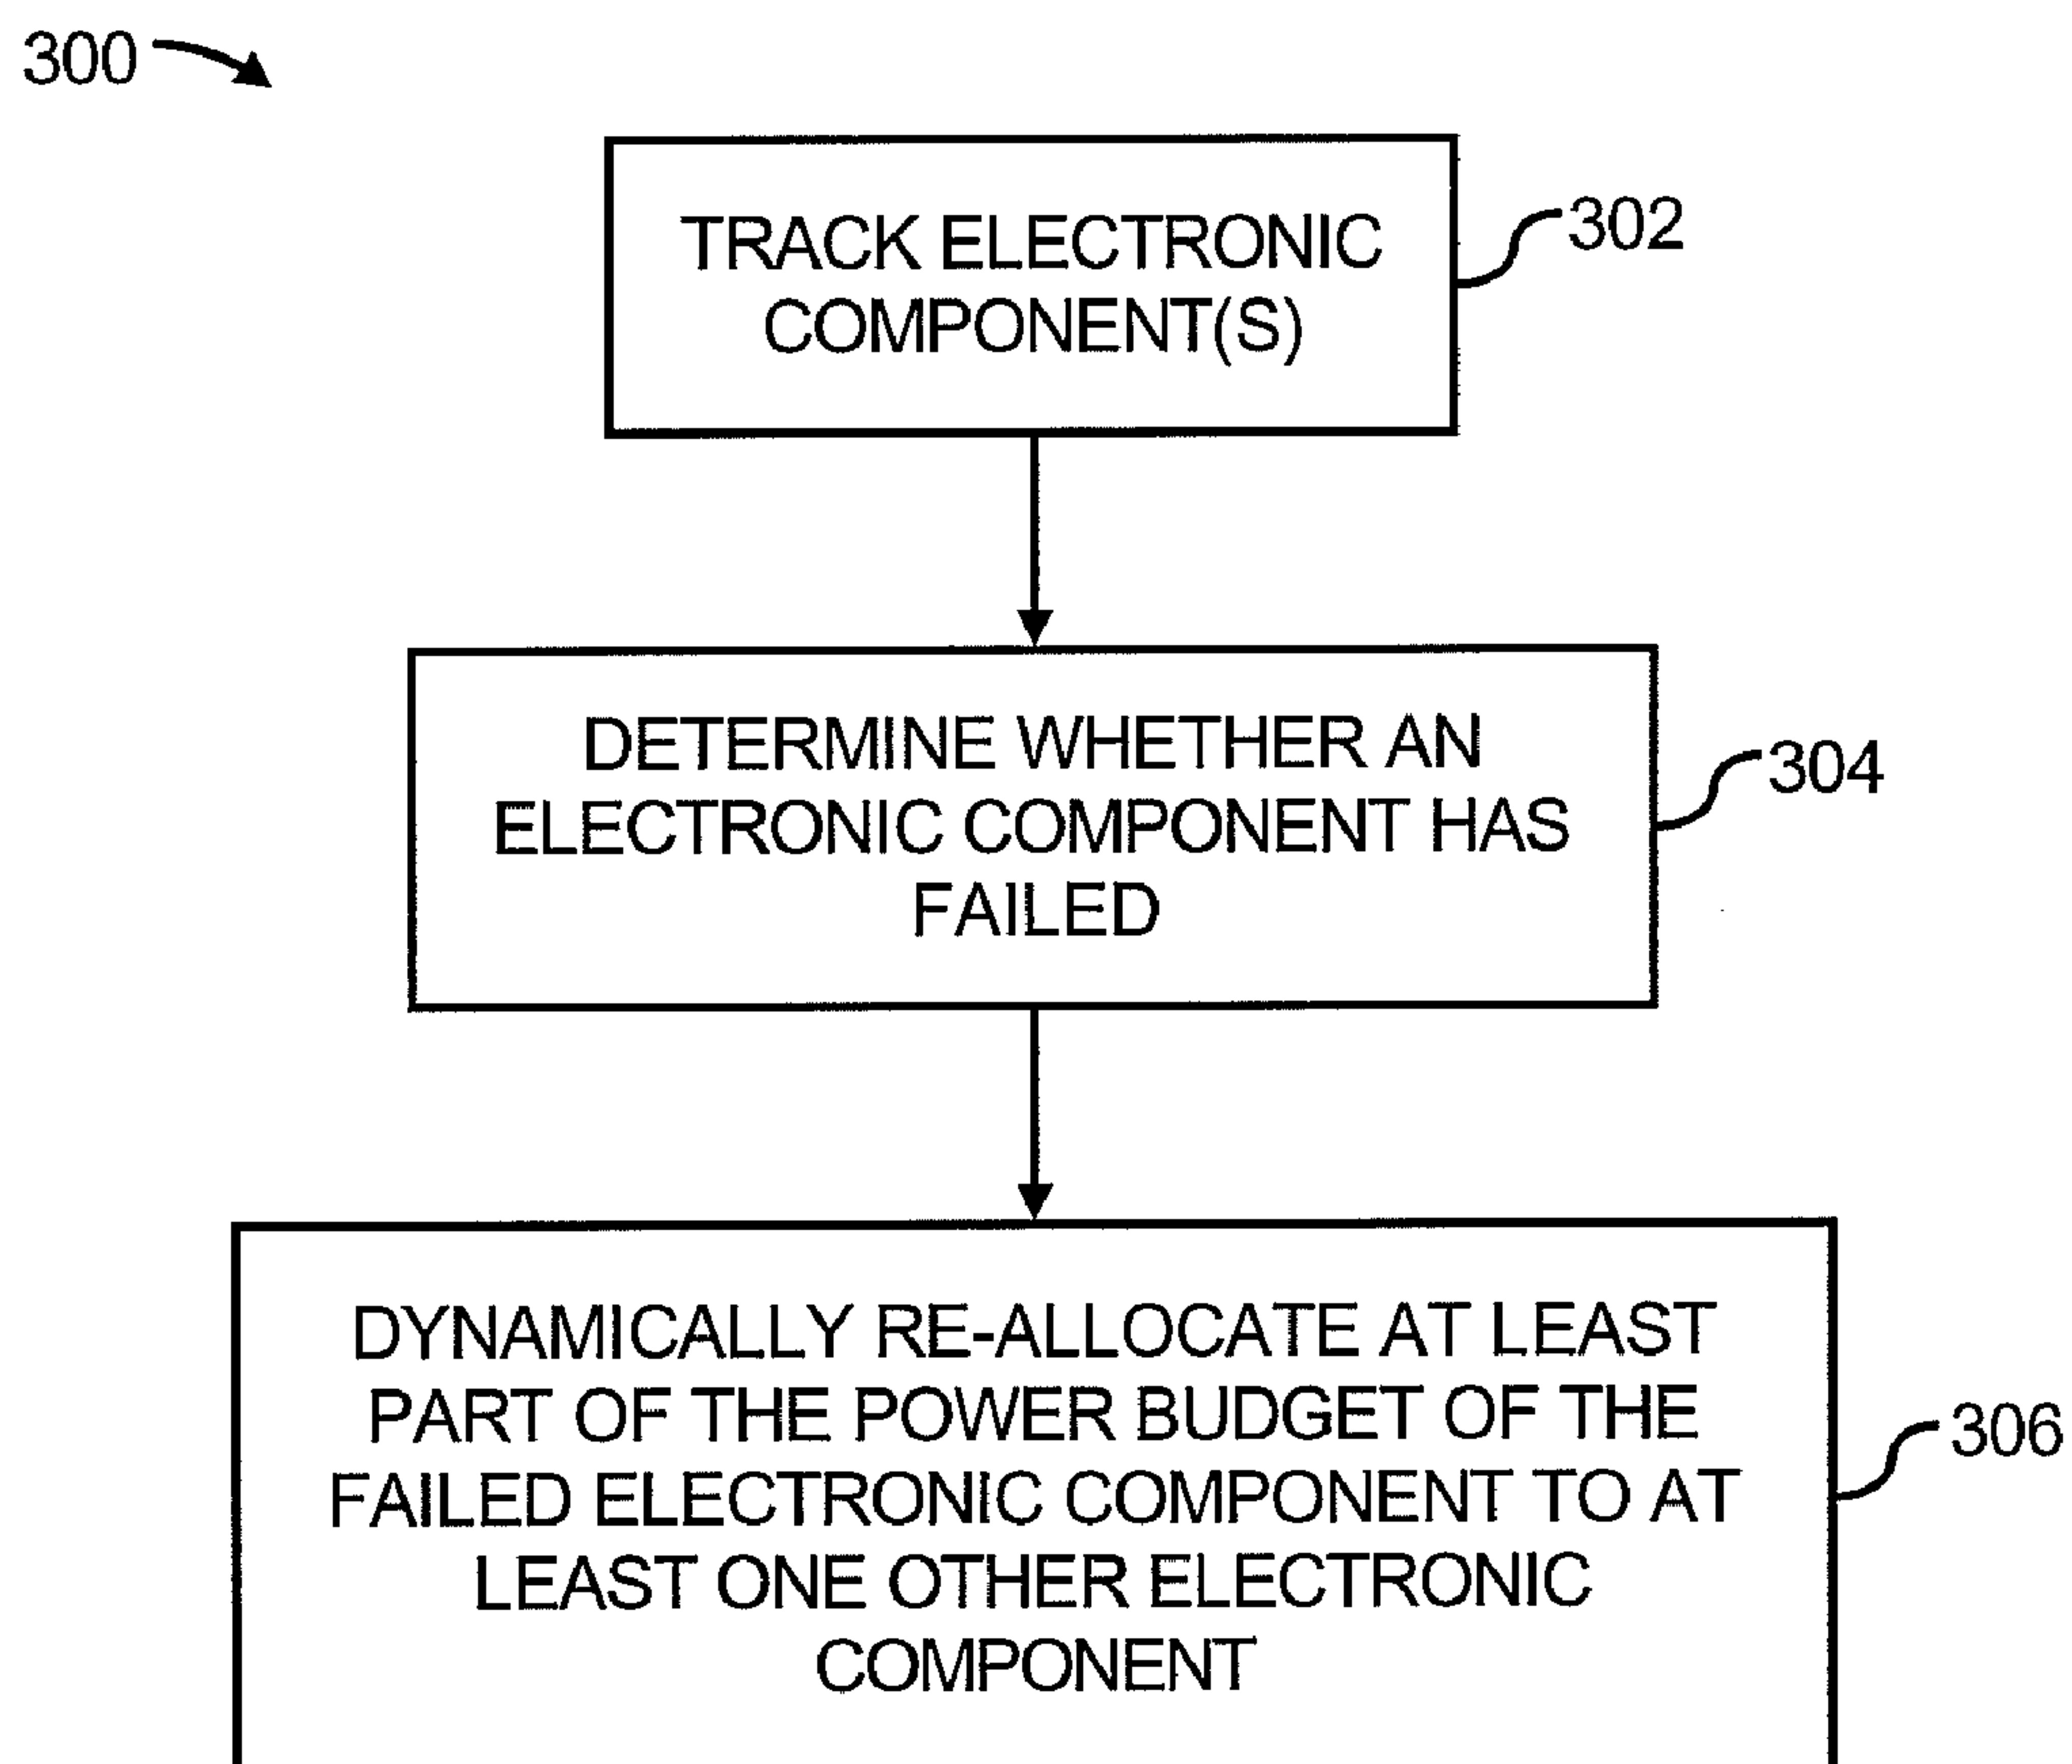 300
TRACK ELECTRONIC
COMPONENT(S)
302
DETERMINE WHETHER AN
ELECTRONIC COMPONENT HAS
FAILED
304
DYNAMICALLY RE-ALLOCATE AT LEAST
PART OF THE POWER BUDGET OF THE
FAILED ELECTRONIC COMPONENT TO AT
LEAST ONE OTHER ELECTRONIC
COMPONENT
306